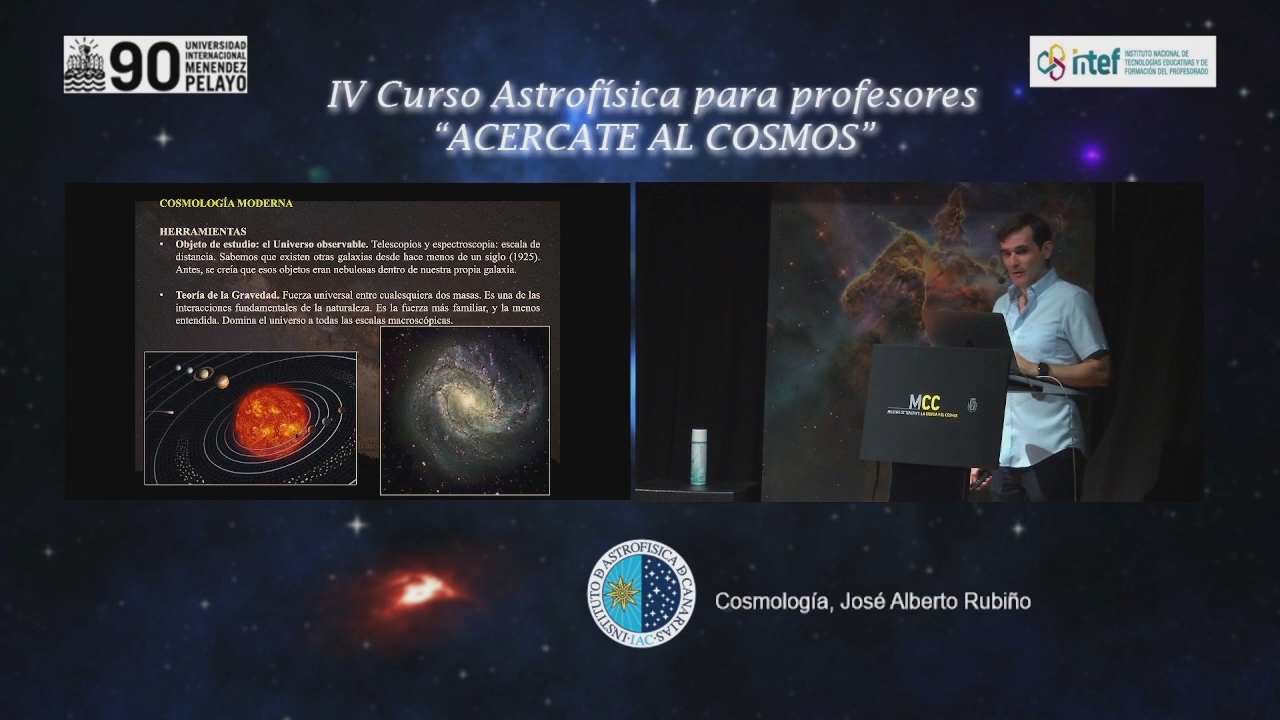 90
UNIVERSIDAD
INTERNACIONAL
MENENDEZ
PELAYO
IV Curso Astrofísica para profesores
“ACERCATE AL COSMOS”
intef
INSTITUTO NACIONAL DE
TECNOLOGÍAS EDUCATIVAS Y DE
FORMACIÓN DEL PROFESORADO
COSMOLOGÍA MODERNA
HERRAMIENTAS
• Objeto de estudio: el Universo observable. Telescopios y espectroscopia: escala de
distancia. Sabemos que existen otras galaxias desde hace menos de un siglo (1925).
Antes, se creía que esos objetos eran nebulosas dentro de nuestra propia galaxia.
• Teoría de la Gravedad. Fuerza universal entre cualesquiera dos masas. Es una de las
interacciones fundamentales de la naturaleza. Es la fuerza más familiar, y la menos
entendida. Domina el universo a todas las escalas macroscópicas.
MCC
INSTITUTO D ASTROFISICA D CANARIAS
·IAC·
Cosmología, José Alberto Rubiño